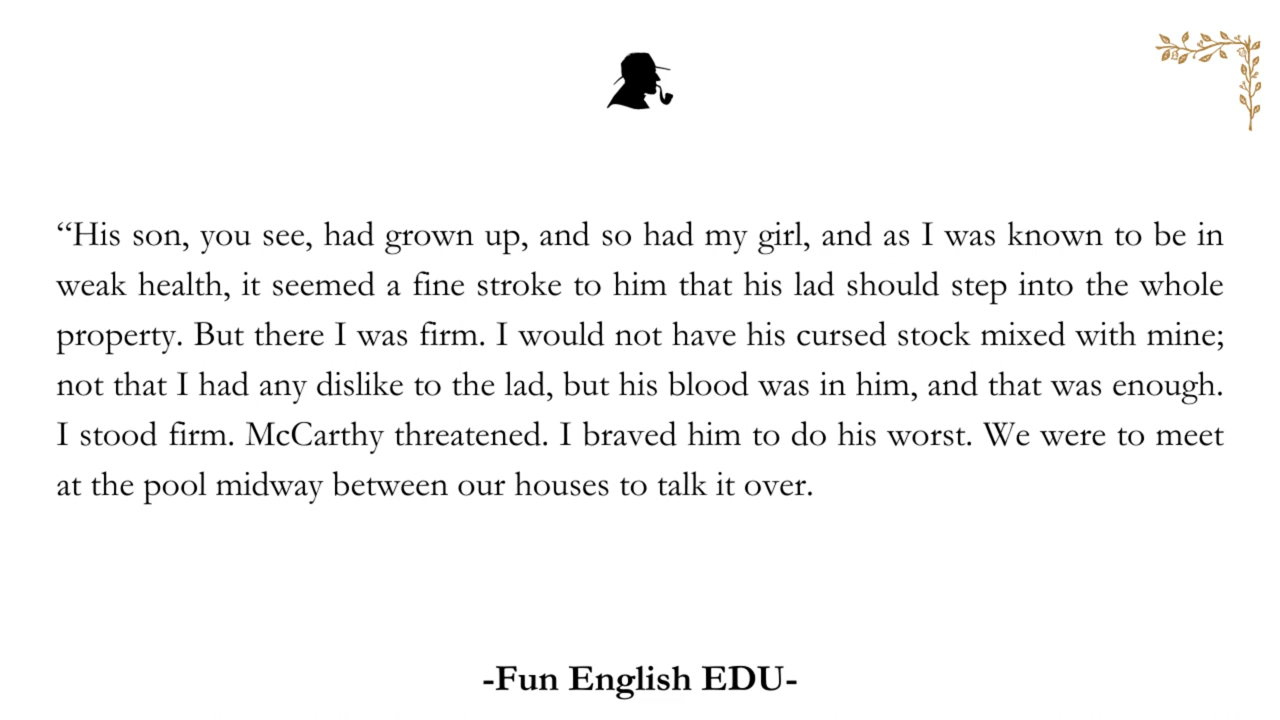 “His son, you see, had grown up, and so had my girl, and as I was known to be in
weak health, it seemed a fine stroke to him that his lad should step into the whole
property. But there I was firm. I would not have his cursed stock mixed with mine;
not that I had any dislike to the lad, but his blood was in him, and that was enough.
I stood firm. McCarthy threatened. I braved him to do his worst. We were to meet
at the pool midway between our houses to talk it over.
-Fun English EDU-